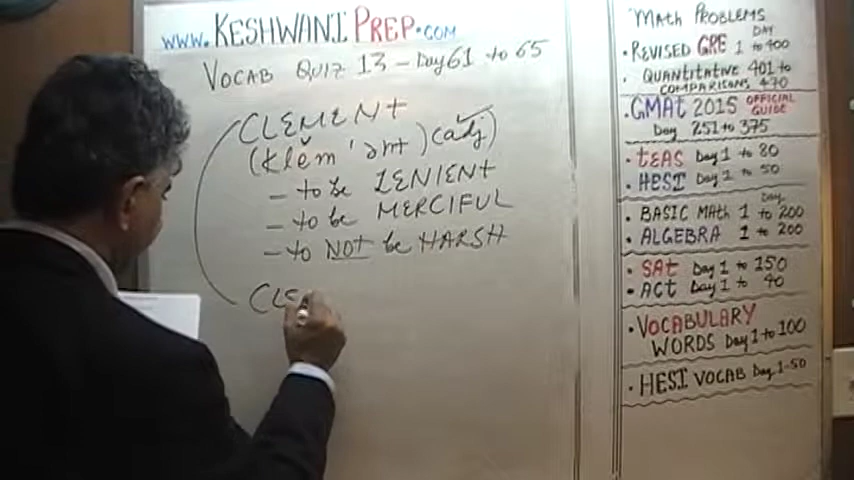 www.KESHWANIPREP.COM
VOCAB QUIZ 13 - Day 61 to 65
CLEMENt
(klĕm'ənt) (adj)
- to be LENIENt
- to be MERCIFUL
- to NOt be HARSH
CLE
MAtH PROBLEMS
DAY
• REVISED GRE 1 to 400
• QUANTITATIVE 401 to
COMPARISONS 470
• GMAt 2015 OFFICIAL GUIDE
Day 251 to 375
• tEAS Day 1 to 80
• HESI Day 1 to 50
Day
• BASIC MAtH 1 to 200
• ALGEBRA 1 to 200
• SAt Day 1 to 150
• ACt Day 1 to 40
• VOCABULARY
WORDS Day 1 to 100
• HESI VOCAB Day 1-50